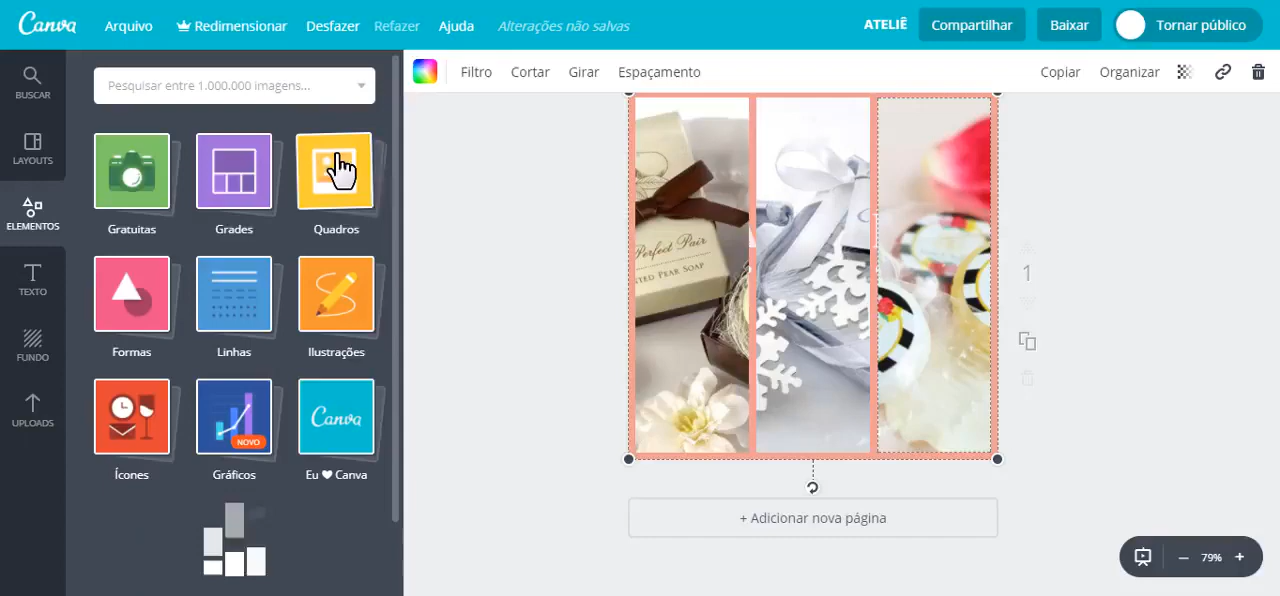 Canva
Arquivo
Redimensionar
Desfazer
Refazer
Ajuda
Alterações não salvas
ATELIÊ
Compartilhar
Baixar
Tornar público
BUSCAR
LAYOUTS
ELEMENTOS
TEXTO
FUNDO
UPLOADS
Pesquisar entre 1.000.000 imagens...
Gratuitas
Grades
Quadros
Formas
Linhas
Ilustrações
NOVO
Canva
Ícones
Gráficos
Eu ♥ Canva
Filtro
Cortar
Girar
Espaçamento
Copiar
Organizar
Perfect Pair
TED PEAR SOAP
1
+ Adicionar nova página
79%